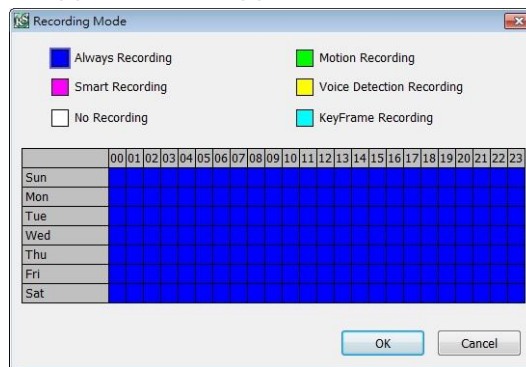 Recording Mode
Always Recording
Motion Recording
Smart Recording
Voice Detection Recording
No Recording
KeyFrame Recording
00 01 02 03 04 05 06 07 08 09 10 11 12 13 14 15 16 17 18 19 20 21 22 23
Sun
Mon
Tue
Wed
Thu
Fri
Sat
OK Cancel